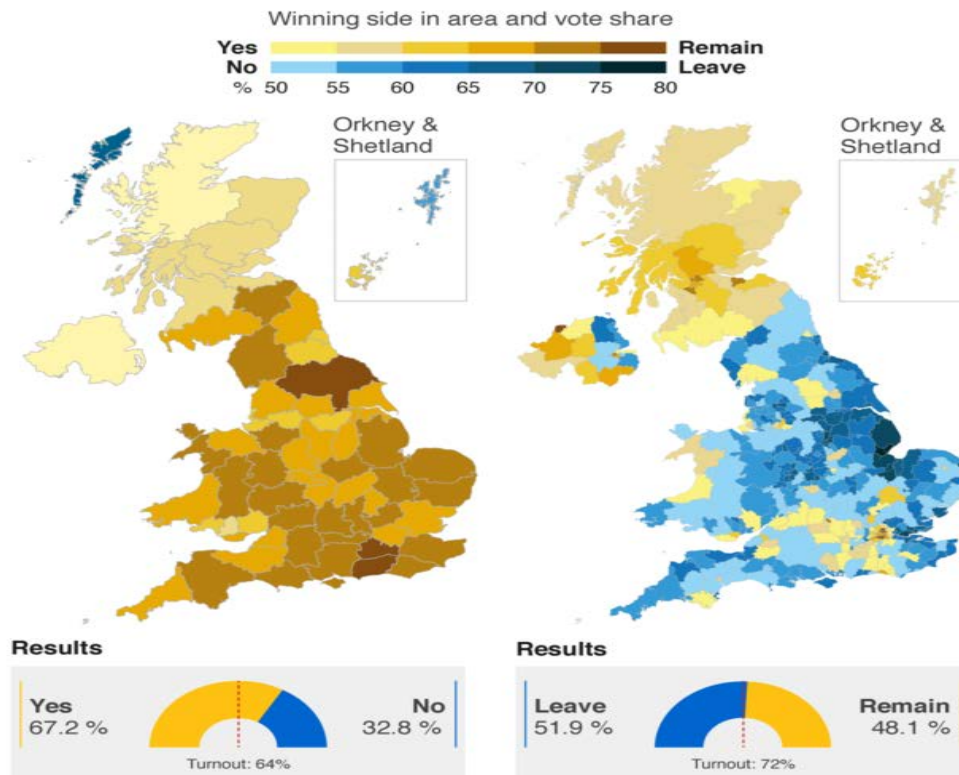 Winning side in area and vote share
Yes Remain
No Leave
% 50 55 60 65 70 75 80
Orkney &
Shetland
Orkney &
Shetland
Results
Yes
67.2 %
No
32.8 %
Turnout: 64%
Results
Leave
51.9 %
Remain
48.1 %
Turnout: 72%